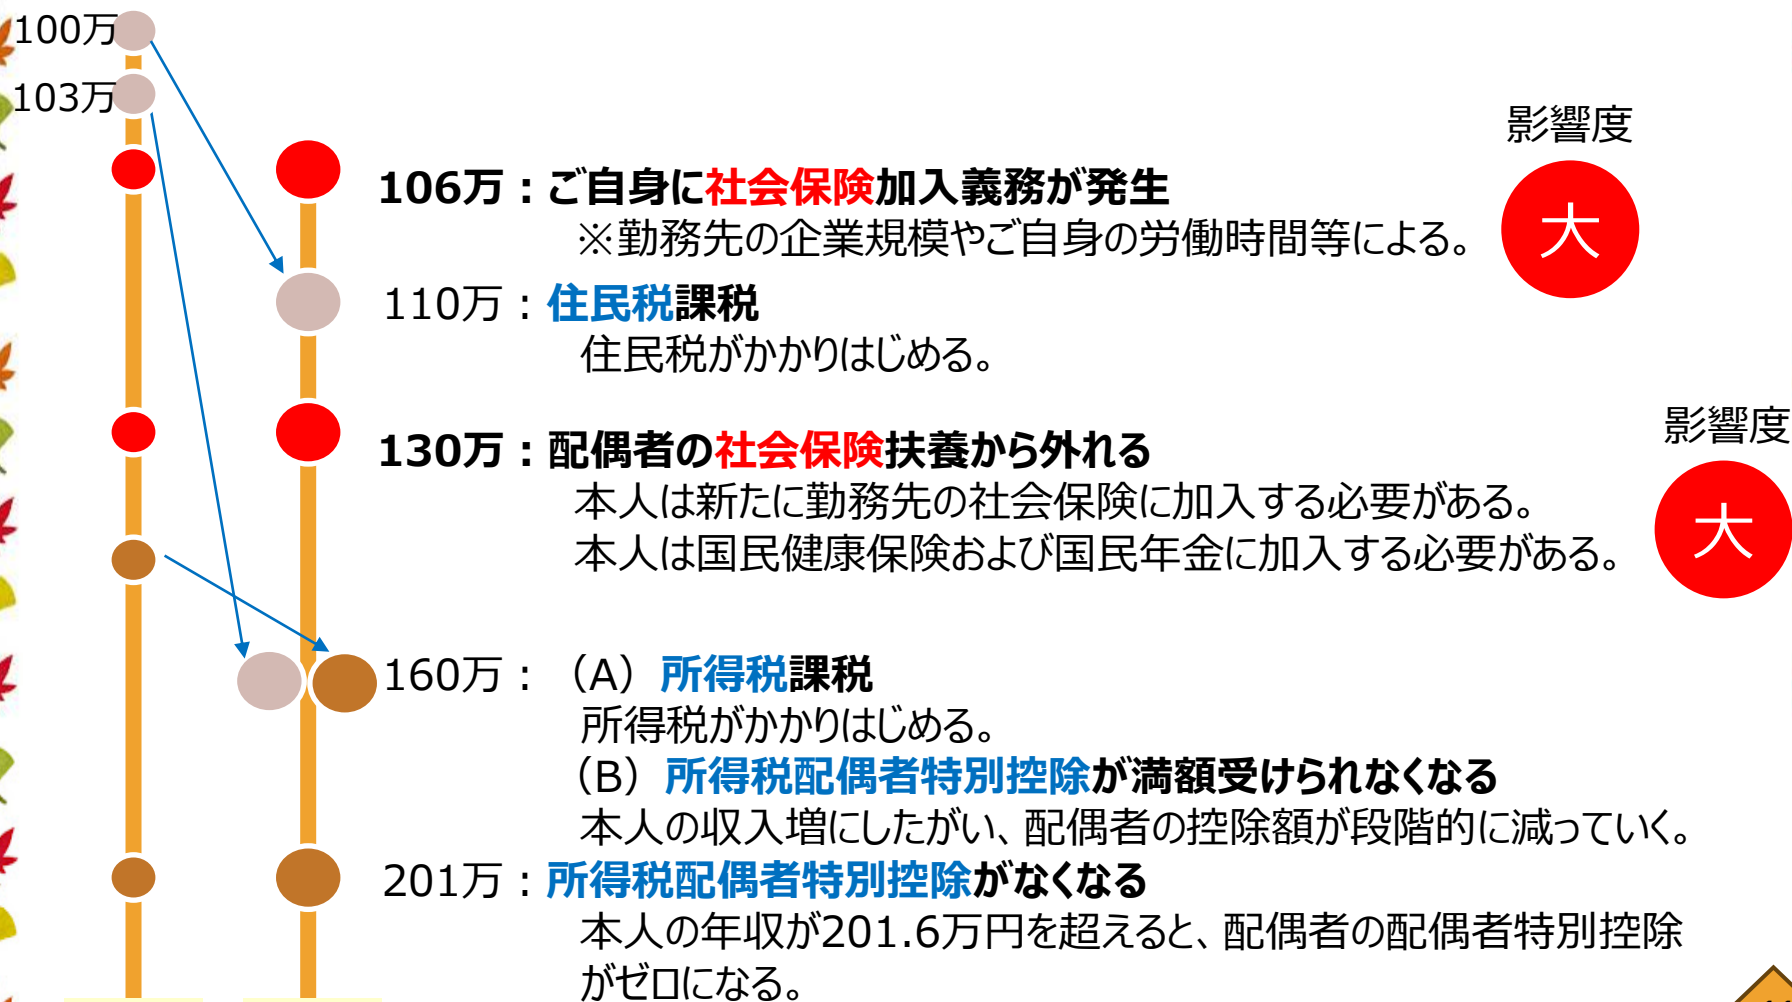 100万
103万
影響度
大
106万：ご自身に社会保険加入義務が発生
※勤務先の企業規模やご自身の労働時間等による。
110万：住民税課税
住民税がかかりはじめる。
影響度
大
130万：配偶者の社会保険扶養から外れる
本人は新たに勤務先の社会保険に加入する必要がある。
本人は国民健康保険および国民年金に加入する必要がある。
160万：（A）所得税課税
所得税がかかりはじめる。
（B）所得税配偶者特別控除が満額受けられなくなる
本人の収入増にしたがい、配偶者の控除額が段階的に減っていく。
201万：所得税配偶者特別控除がなくなる
本人の年収が201.6万円を超えると、配偶者の配偶者特別控除
がゼロになる。